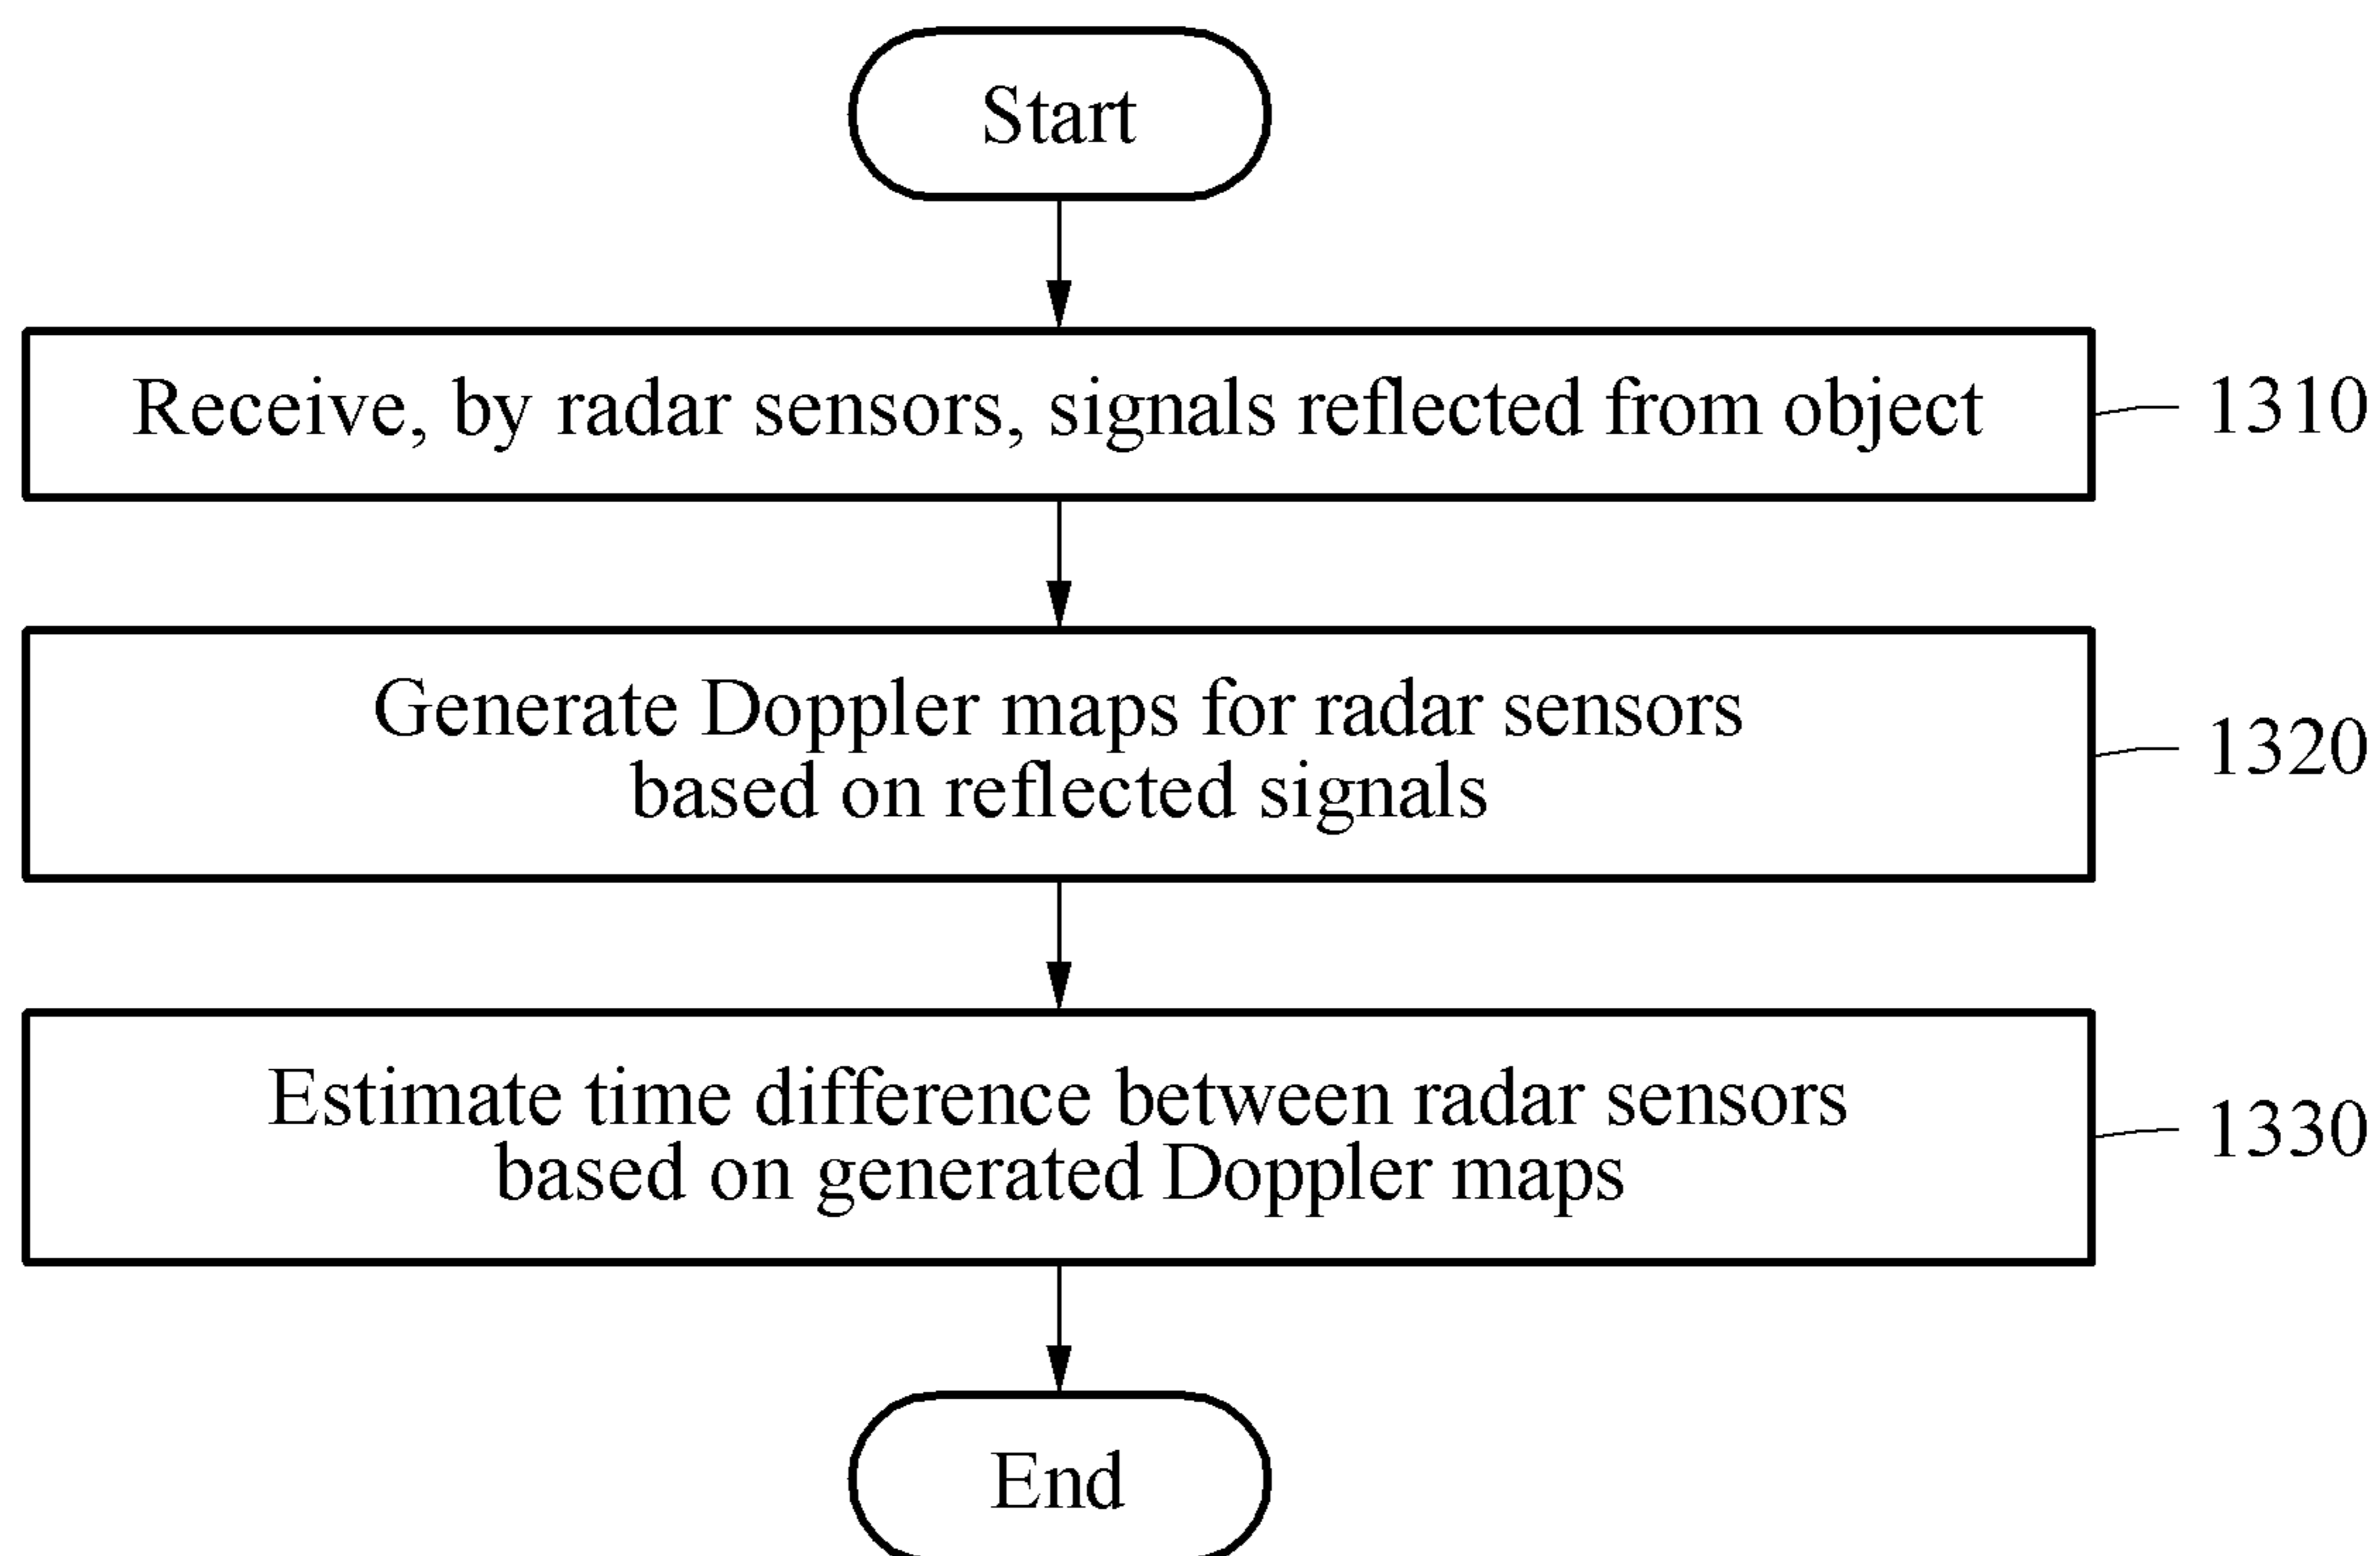 Start
Receive, by radar sensors, signals reflected from object
1310
Generate Doppler maps for radar sensors
based on reflected signals
1320
Estimate time difference between radar sensors
based on generated Doppler maps
1330
End